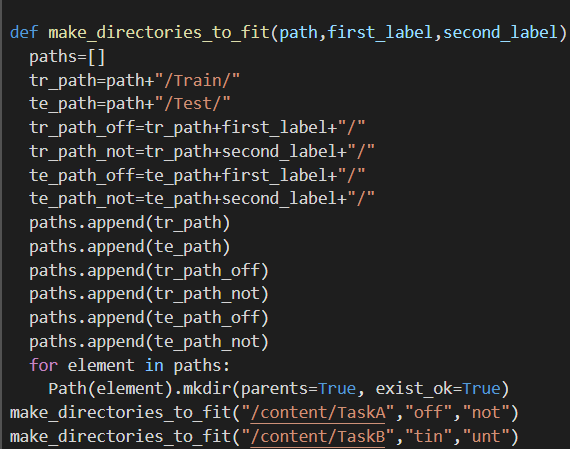 def make_directories_to_fit(path,first_label,second_label)
  paths=[]
  tr_path=path+"/Train/"
  te_path=path+"/Test/"
  tr_path_off=tr_path+first_label+"/"
  tr_path_not=tr_path+second_label+"/"
  te_path_off=te_path+first_label+"/"
  te_path_not=te_path+second_label+"/"
  paths.append(tr_path)
  paths.append(te_path)
  paths.append(tr_path_off)
  paths.append(tr_path_not)
  paths.append(te_path_off)
  paths.append(te_path_not)
  for element in paths:
    Path(element).mkdir(parents=True, exist_ok=True)
make_directories_to_fit("/content/TaskA","off","not")
make_directories_to_fit("/content/TaskB","tin","unt")